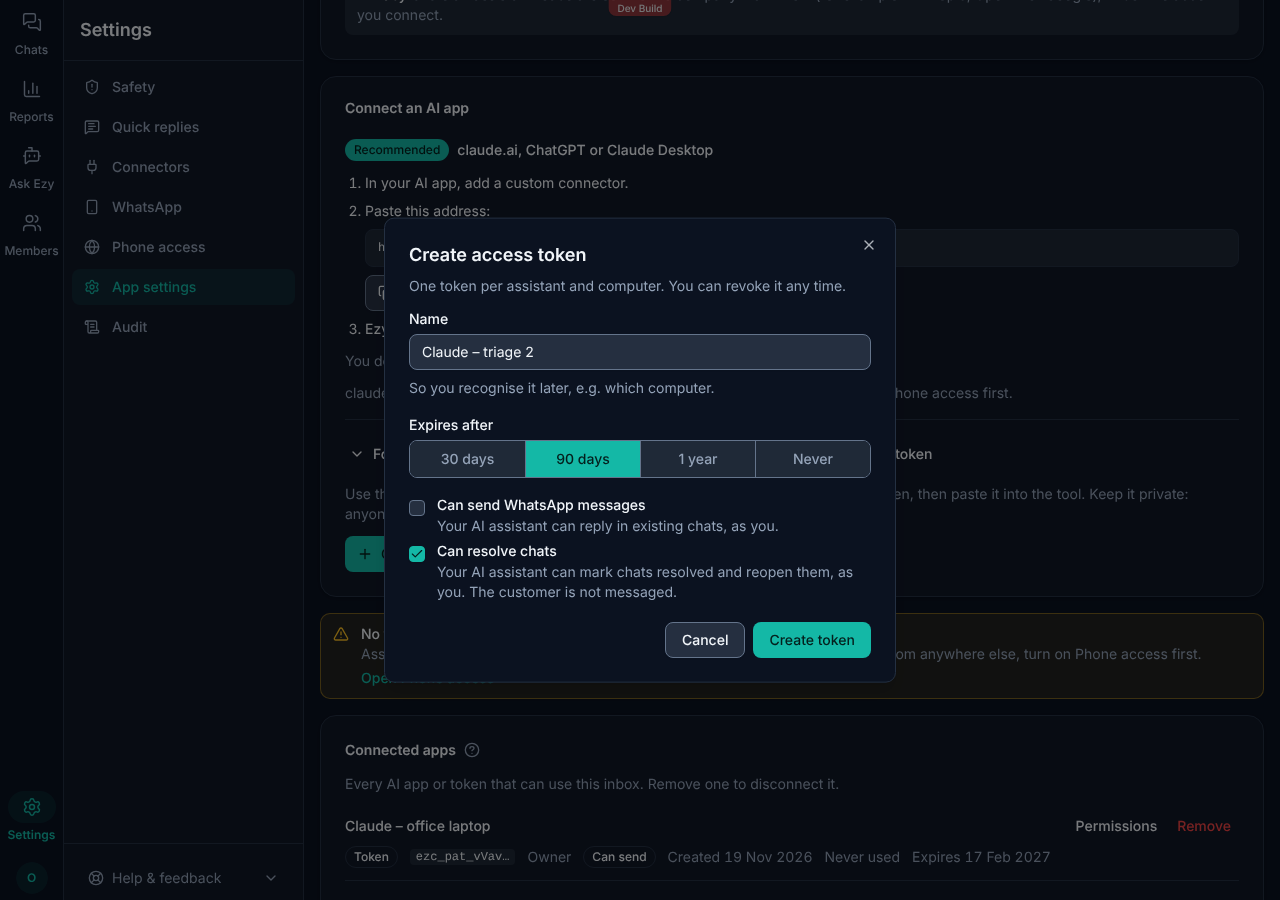 Chats
Reports
Ask Ezy
Members
Settings
O
Settings
Safety
Quick replies
Connectors
WhatsApp
Phone access
App settings
Audit
Help & feedback
Dev Build
you connect.
Connect an AI app
Recommended claude.ai, ChatGPT or Claude Desktop
1. In your AI app, add a custom connector.
2. Paste this address:
3.
You
phone access first.
token
Use
then paste it into the tool. Keep it private:
Create access token
One token per assistant and computer. You can revoke it any time.
Name
Claude – triage 2
So you recognise it later, e.g. which computer.
Expires after
30 days 90 days 1 year Never
Can send WhatsApp messages
Your AI assistant can reply in existing chats, as you.
Can resolve chats
Your AI assistant can mark chats resolved and reopen them, as
you. The customer is not messaged.
Cancel Create token
No
anywhere else, turn on Phone access first.
Connected apps
Every AI app or token that can use this inbox. Remove one to disconnect it.
Claude – office laptop Permissions Remove
Token ezc_pat_vVav… Owner Can send Created 19 Nov 2026 Never used Expires 17 Feb 2027